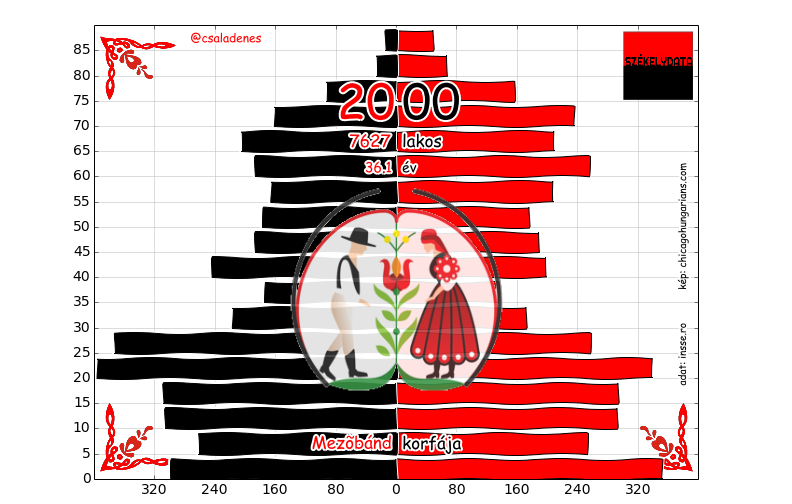 @csaladenes
SZÉKELYDATA
2000
7627 lakos
36.1 év
kép: chicagohungarians.com
adat: insse.ro
Mezőbánd korfája
85
80
75
70
65
60
55
50
45
40
35
30
25
20
15
10
5
0
320 240 160 80 0 80 160 240 320